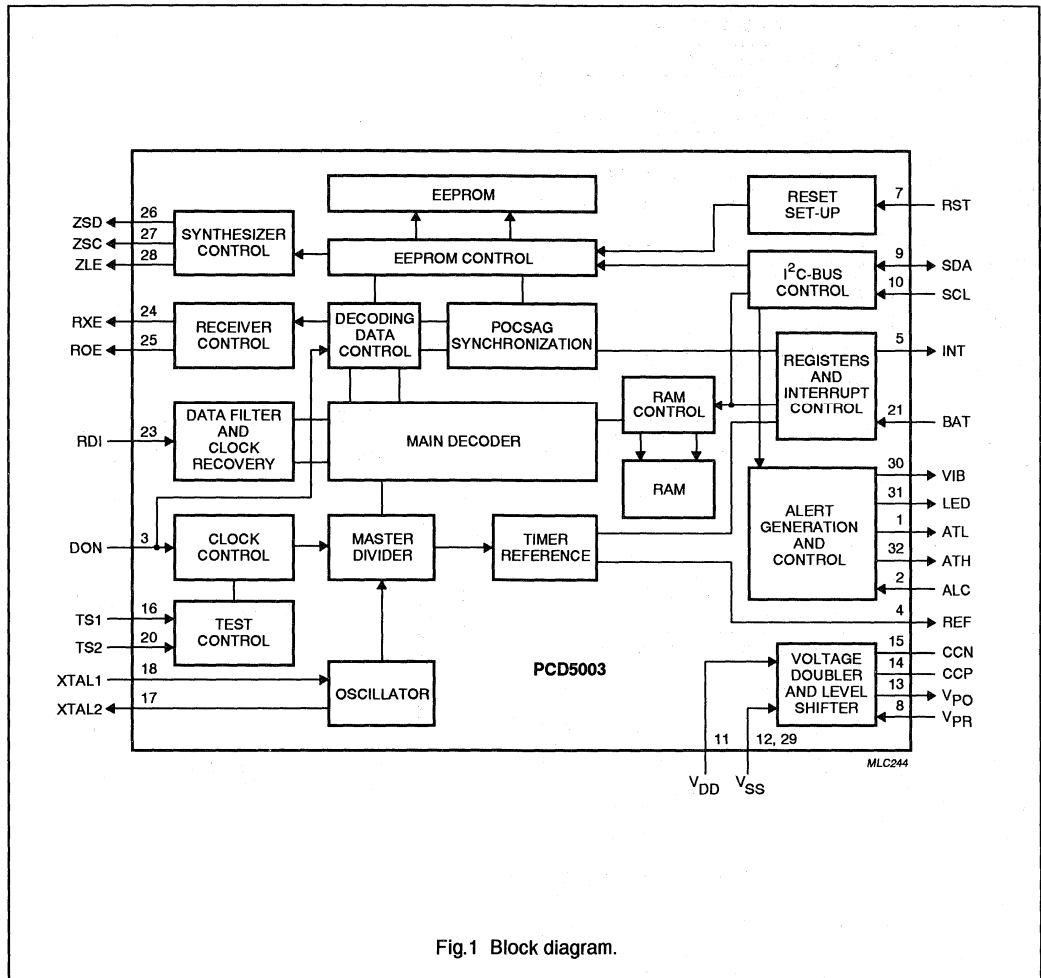 EEPROM
RESET
SET-UP
7
RST
ZSD
26
ZSC
27
ZLE
28
SYNTHESIZER
CONTROL
EEPROM CONTROL
I²C-BUS
CONTROL
9
SDA
10
SCL
RXE
24
ROE
25
RECEIVER
CONTROL
DECODING
DATA
CONTROL
POCSAG
SYNCHRONIZATION
REGISTERS
AND
INTERRUPT
CONTROL
5
INT
21
BAT
RDI
23
DATA FILTER
AND
CLOCK
RECOVERY
MAIN DECODER
RAM
CONTROL
RAM
DON
3
CLOCK
CONTROL
MASTER
DIVIDER
TIMER
REFERENCE
ALERT
GENERATION
AND
CONTROL
30
VIB
31
LED
1
ATL
32
ATH
2
ALC
4
REF
TS1
16
TS2
20
TEST
CONTROL
XTAL1
18
XTAL2
17
OSCILLATOR
PCD5003
VOLTAGE
DOUBLER
AND LEVEL
SHIFTER
15
CCN
14
CCP
13
VPO
8
VPR
11
12, 29
VDD
VSS
MLC244
Fig.1 Block diagram.